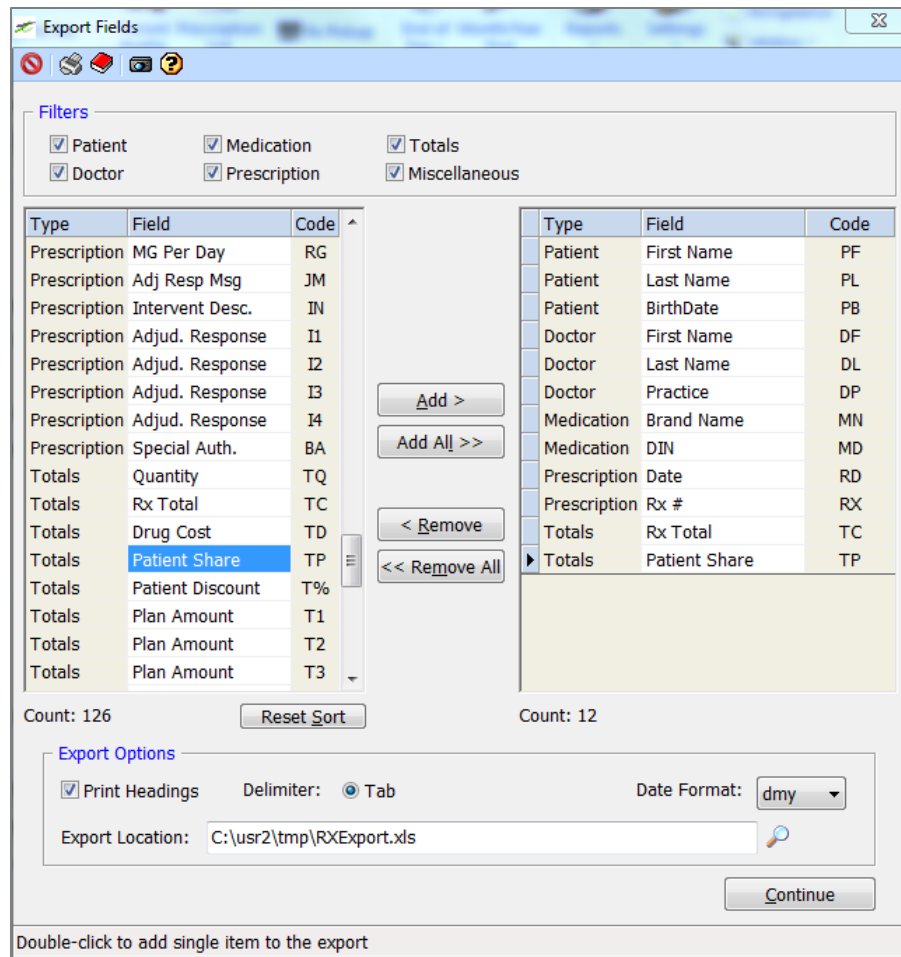 Export Fields
Filters
Patient Medication Totals
Doctor Prescription Miscellaneous
Type Field Code
Prescription MG Per Day RG
Prescription Adj Resp Msg JM
Prescription Intervent Desc. IN
Prescription Adjud. Response I1
Prescription Adjud. Response I2
Prescription Adjud. Response I3
Prescription Adjud. Response I4
Prescription Special Auth. BA
Totals Quantity TQ
Totals Rx Total TC
Totals Drug Cost TD
Totals Patient Share TP
Totals Patient Discount T%
Totals Plan Amount T1
Totals Plan Amount T2
Totals Plan Amount T3
Count: 126
Reset Sort
Add >
Add All >>
< Remove
<< Remove All
Type Field Code
Patient First Name PF
Patient Last Name PL
Patient BirthDate PB
Doctor First Name DF
Doctor Last Name DL
Doctor Practice DP
Medication Brand Name MN
Medication DIN MD
Prescription Date RD
Prescription Rx # RX
Totals Rx Total TC
Totals Patient Share TP
Count: 12
Export Options
Print Headings Delimiter: Tab Date Format: dmy
Export Location: C:\usr2\tmp\RXExport.xls
Continue
Double-click to add single item to the export